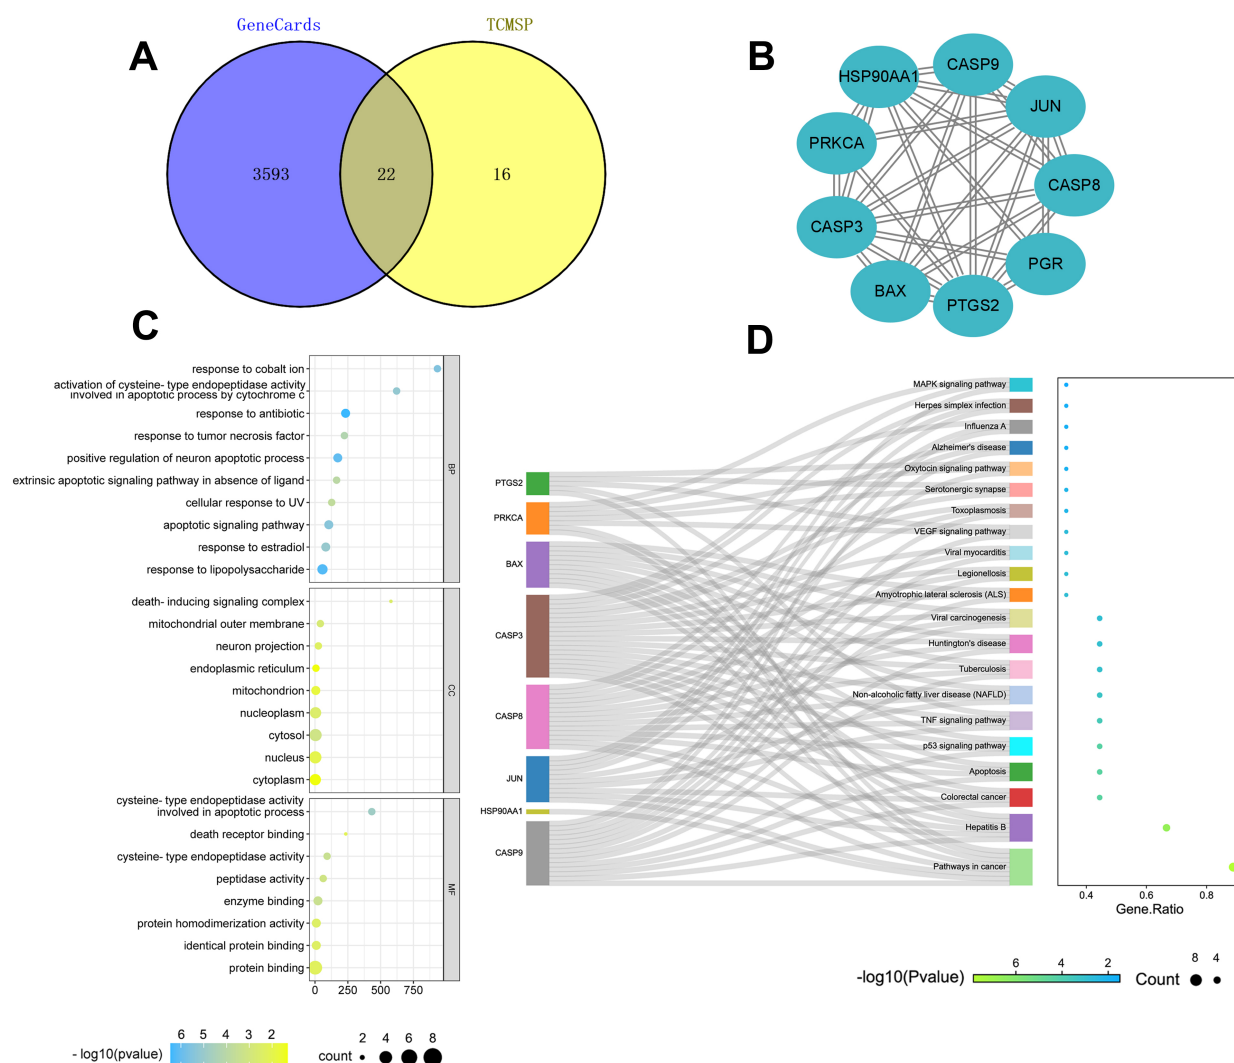 A
GeneCards
TCMSP
3593
22
16
B
HSP90AA1
CASP9
JUN
PRKCA
CASP8
CASP3
PGR
BAX
PTGS2
C
response to cobalt ion
activation of cysteine- type endopeptidase activity
involved in apoptotic process by cytochrome c
response to antibiotic
response to tumor necrosis factor
positive regulation of neuron apoptotic process
extrinsic apoptotic signaling pathway in absence of ligand
cellular response to UV
apoptotic signaling pathway
response to estradiol
response to lipopolysaccharide
BP
death- inducing signaling complex
mitochondrial outer membrane
neuron projection
endoplasmic reticulum
mitochondrion
nucleoplasm
cytosol
nucleus
cytoplasm
CC
cysteine- type endopeptidase activity
involved in apoptotic process
death receptor binding
cysteine- type endopeptidase activity
peptidase activity
enzyme binding
protein homodimerization activity
identical protein binding
protein binding
MF
0 250 500 750
- log10(pvalue)
6 5 4 3 2
count
2 4 6 8
D
PTGS2
PRKCA
BAX
CASP3
CASP8
JUN
HSP90AA1
CASP9
MAPK signaling pathway
Herpes simplex infection
Influenza A
Alzheimer's disease
Oxytocin signaling pathway
Serotonergic synapse
Toxoplasmosis
VEGF signaling pathway
Viral myocarditis
Legionellosis
Amyotrophic lateral sclerosis (ALS)
Viral carcinogenesis
Huntington's disease
Tuberculosis
Non-alcoholic fatty liver disease (NAFLD)
TNF signaling pathway
p53 signaling pathway
Apoptosis
Colorectal cancer
Hepatitis B
Pathways in cancer
0.4 0.6 0.8
Gene.Ratio
-log10(Pvalue)
6 4 2
Count
8 4